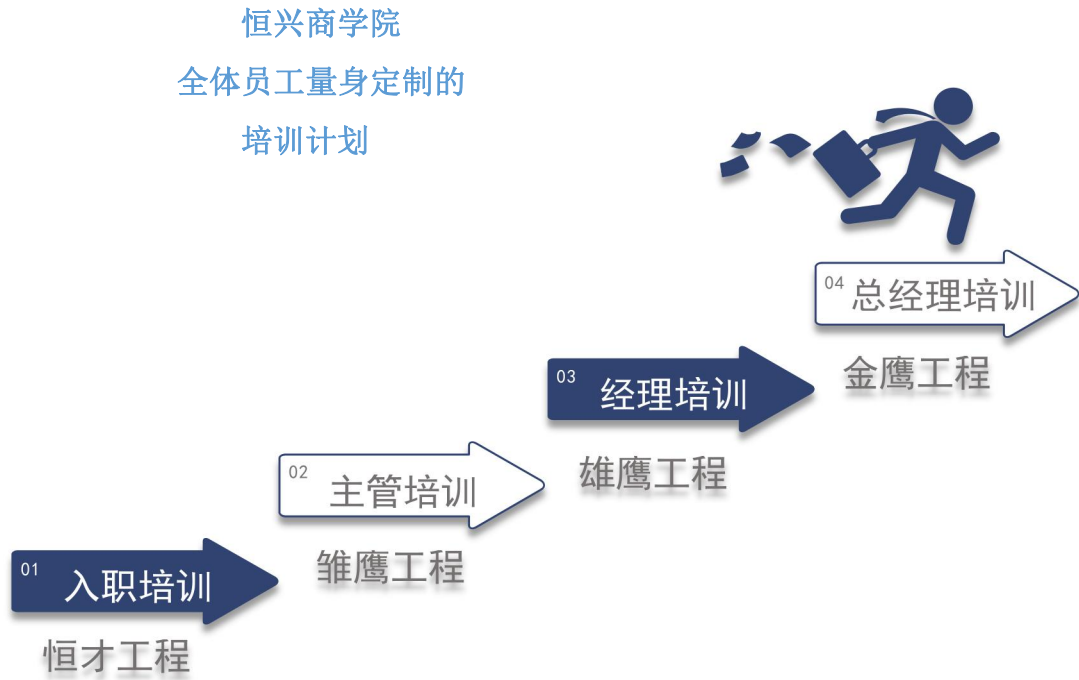 恒兴商学院
全体员工量身定制的
培训计划
04 总经理培训
金鹰工程
03 经理培训
雄鹰工程
02 主管培训
雏鹰工程
01 入职培训
恒才工程